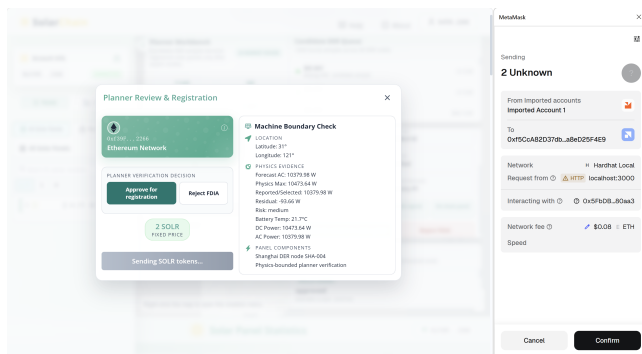 Planner Review & Registration
×
0xE39f...2266
Ethereum Network
PLANNER VERIFICATION DECISION
Approve for registration
Reject FDIA
2 SOLR
FIXED PRICE
Sending SOLR tokens...
Machine Boundary Check
LOCATION
Latitude: 31°
Longitude: 121°
PHYSICS EVIDENCE
Forecast AC: 10379.98 W
Physics Max: 10473.64 W
Reported/Selected: 10379.98 W
Residual: -93.66 W
Risk: medium
Battery Temp: 21.7°C
DC Power: 10473.64 W
AC Power: 10379.98 W
PANEL COMPONENTS
Shanghai DER node SHA-004
Physics-bounded planner verification
MetaMask
×
Sending
2 Unknown
?
From Imported accounts
Imported Account 1
To
0xf5CcA82D37db...a8eD25F4E9
Network
H Hardhat Local
Request from
HTTP
localhost:3000
Interacting with
0x5FbDB...80aa3
Network fee
$0.08
ETH
Speed
Cancel
Confirm